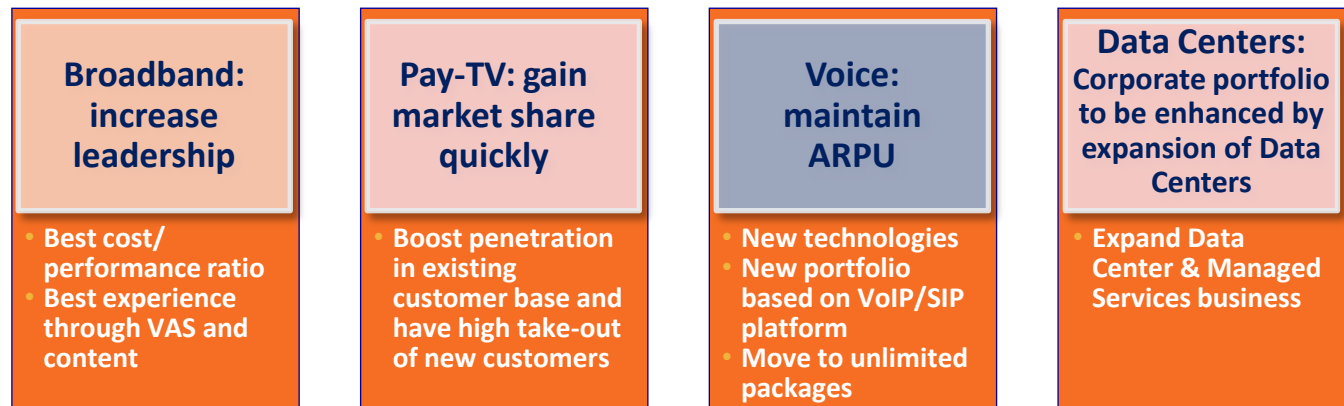 Broadband:
increase
leadership
• Best cost/
performance ratio
• Best experience
through VAS and
content
Pay-TV: gain
market share
quickly
• Boost penetration
in existing
customer base and
have high take-out
of new customers
Voice:
maintain
ARPU
• New technologies
• New portfolio
based on VoIP/SIP
platform
• Move to unlimited
packages
Data Centers:
Corporate portfolio
to be enhanced by
expansion of Data
Centers
• Expand Data
Center & Managed
Services business